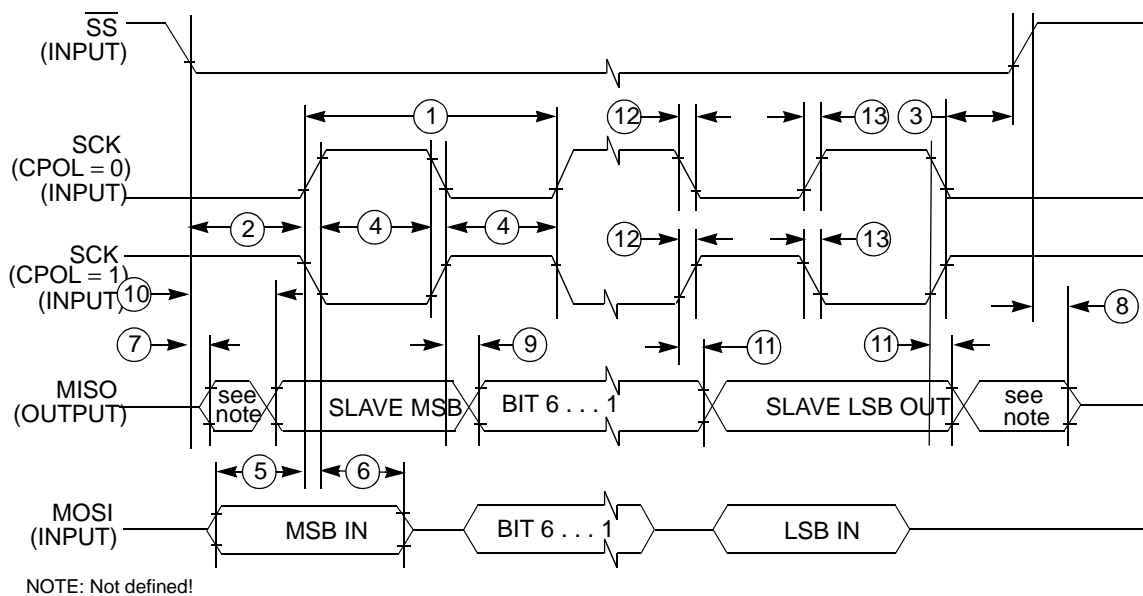 SS
(INPUT)
1
12
13
3
SCK
(CPOL = 0)
(INPUT)
2
4
4
12
13
SCK
(CPOL = 1)
(INPUT)
10
7
9
11
11
8
MISO
(OUTPUT)
see
note
SLAVE MSB
BIT 6 . . . 1
SLAVE LSB OUT
see
note
5
6
MOSI
(INPUT)
MSB IN
BIT 6 . . . 1
LSB IN
NOTE: Not defined!